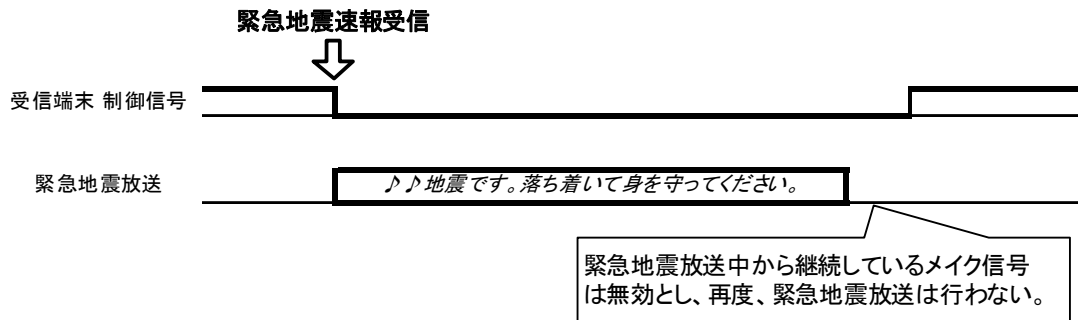 緊急地震速報受信
受信端末 制御信号
緊急地震放送
♪♪地震です。落ち着いて身を守ってください。
緊急地震放送中から継続しているメイク信号
は無効とし、再度、緊急地震放送は行わない。